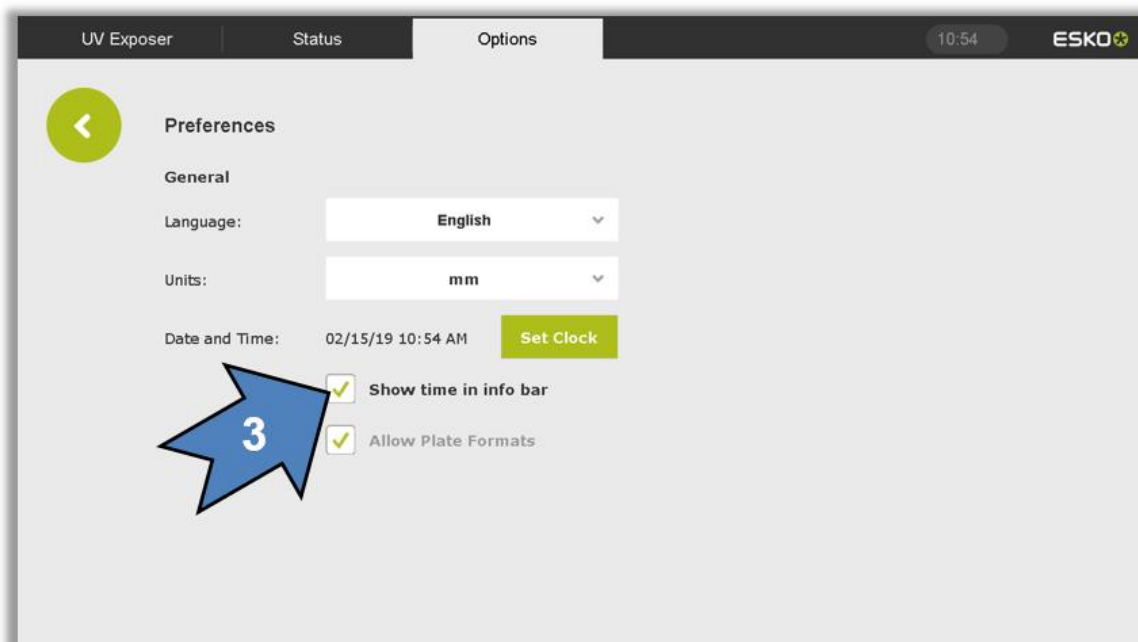 UV Exposer Status Options 10:54 ESKO
Preferences
General
Language: English
Units: mm
Date and Time: 02/15/19 10:54 AM Set Clock
Show time in info bar
3
Allow Plate Formats